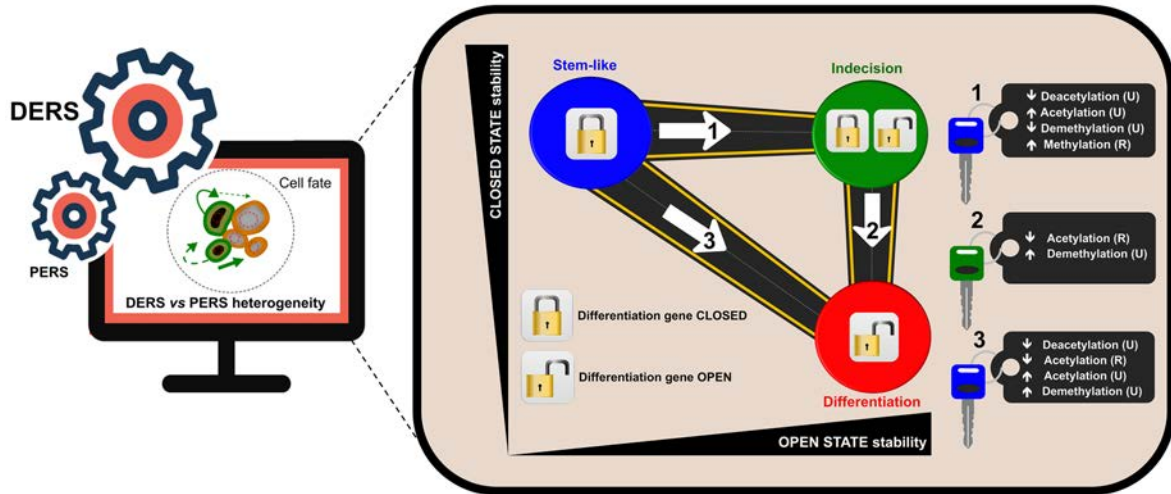 DERS
PERS
Cell fate
DERS vs PERS heterogeneity
CLOSED STATE stability
Stem-like
Indecision
1
2
3
Differentiation gene CLOSED
Differentiation gene OPEN
Differentiation
OPEN STATE stability
1
↓ Deacetylation (U)
↑ Acetylation (U)
↓ Demethylation (U)
↑ Methylation (R)
2
↓ Acetylation (R)
↑ Demethylation (U)
3
↓ Deacetylation (U)
↓ Acetylation (R)
↑ Acetylation (U)
↑ Demethylation (U)